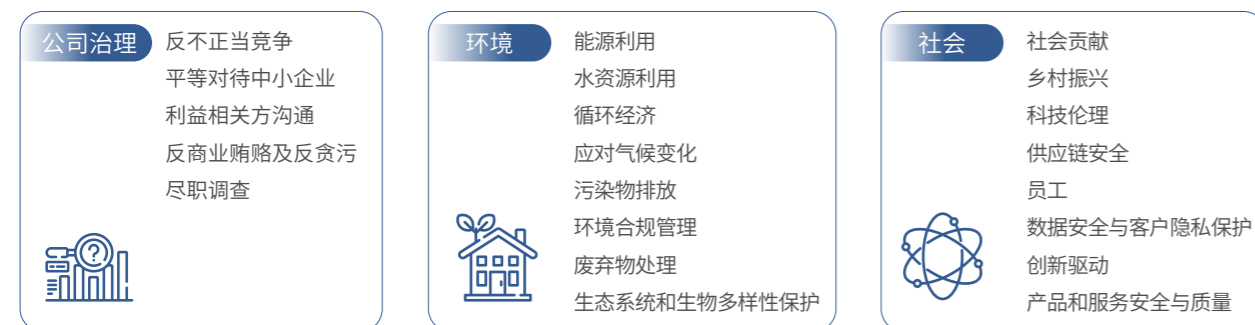 公司治理
反不正当竞争
平等对待中小企业
利益相关方沟通
反商业贿赂及反贪污
尽职调查
环境
能源利用
水资源利用
循环经济
应对气候变化
污染物排放
环境合规管理
废弃物处理
生态系统和生物多样性保护
社会
社会贡献
乡村振兴
科技伦理
供应链安全
员工
数据安全与客户隐私保护
创新驱动
产品和服务安全与质量